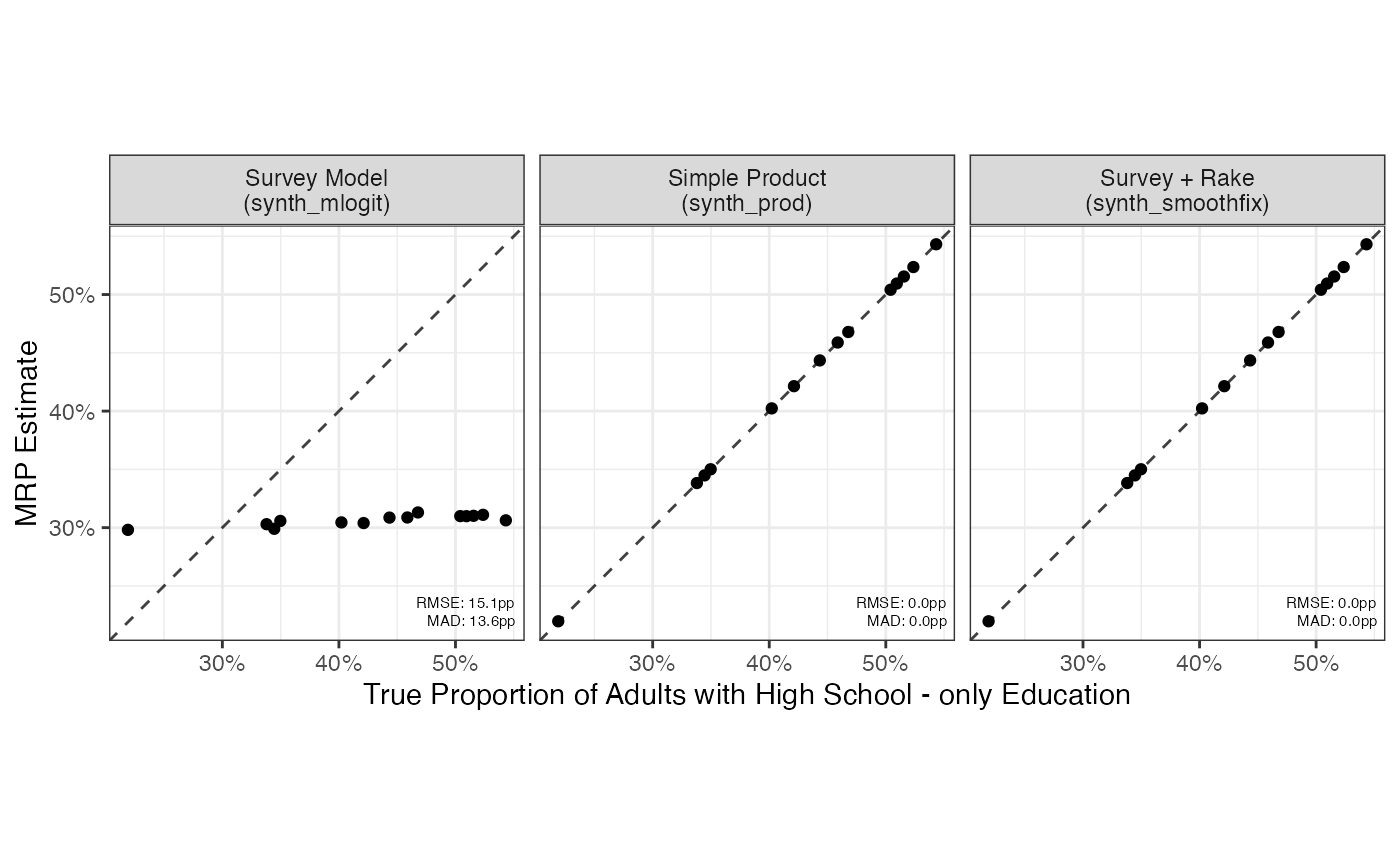 Survey Model
(synth_mlogit)
Simple Product
(synth_prod)
Survey + Rake
(synth_smoothfix)
MRP Estimate
50%
40%
30%
RMSE: 15.1pp
MAD: 13.6pp
RMSE: 0.0pp
MAD: 0.0pp
RMSE: 0.0pp
MAD: 0.0pp
30% 40% 50%
30% 40% 50%
30% 40% 50%
True Proportion of Adults with High School - only Education